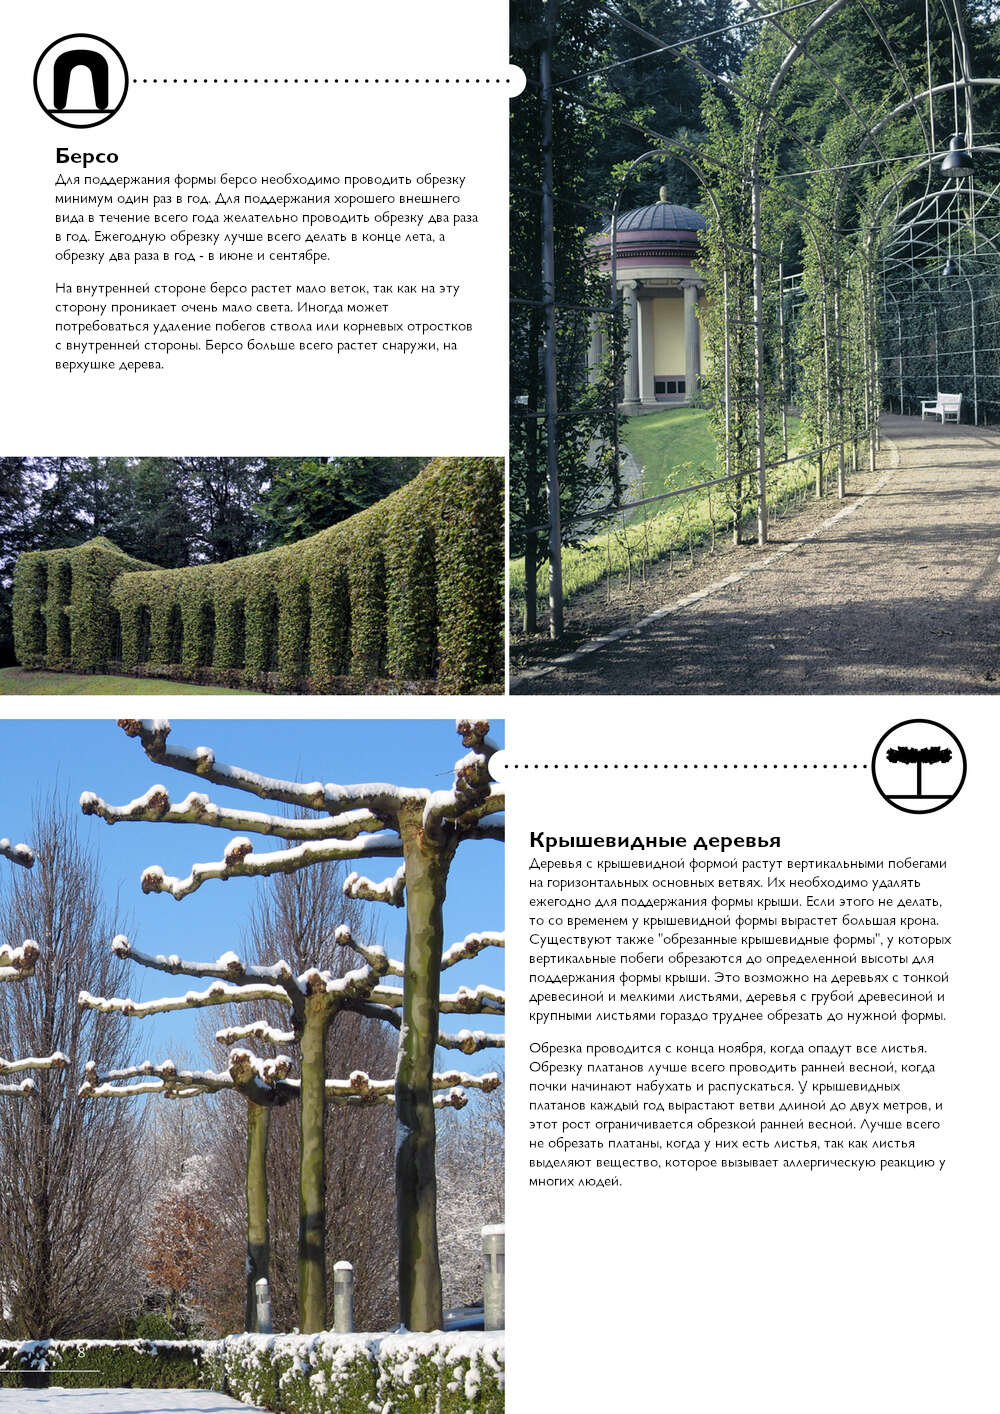 Берсо
Для поддержания формы берсо необходимо проводить обрезку
минимум один раз в год. Для поддержания хорошего внешнего
вида в течение всего года желательно проводить обрезку два раза
в год. Ежегодную обрезку лучше всего делать в конце лета, а
обрезку два раза в год - в июне и сентябре.
На внутренней стороне берсо растет мало веток, так как на эту
сторону проникает очень мало света. Иногда может
потребоваться удаление побегов ствола или корневых отростков
с внутренней стороны. Берсо больше всего растет снаружи, на
верхушке дерева.
Крышевидные деревья
Деревья с крышевидной формой растут вертикальными побегами
на горизонтальных основных ветвях. Их необходимо удалять
ежегодно для поддержания формы крыши. Если этого не делать,
то со временем у крышевидной формы вырастет большая крона.
Существуют также "обрезанные крышевидные формы", у которых
вертикальные побеги обрезаются до определенной высоты для
поддержания формы крыши. Это возможно на деревьях с тонкой
древесиной и мелкими листьями, деревья с грубой древесиной и
крупными листьями гораздо труднее обрезать до нужной формы.
Обрезка проводится с конца ноября, когда опадут все листья.
Обрезку платанов лучше всего проводить ранней весной, когда
почки начинают набухать и распускаться. У крышевидных
платанов каждый год вырастают ветви длиной до двух метров, и
этот рост ограничивается обрезкой ранней весной. Лучше всего
не обрезать платаны, когда у них есть листья, так как листья
выделяют вещество, которое вызывает аллергическую реакцию у
многих людей.
8